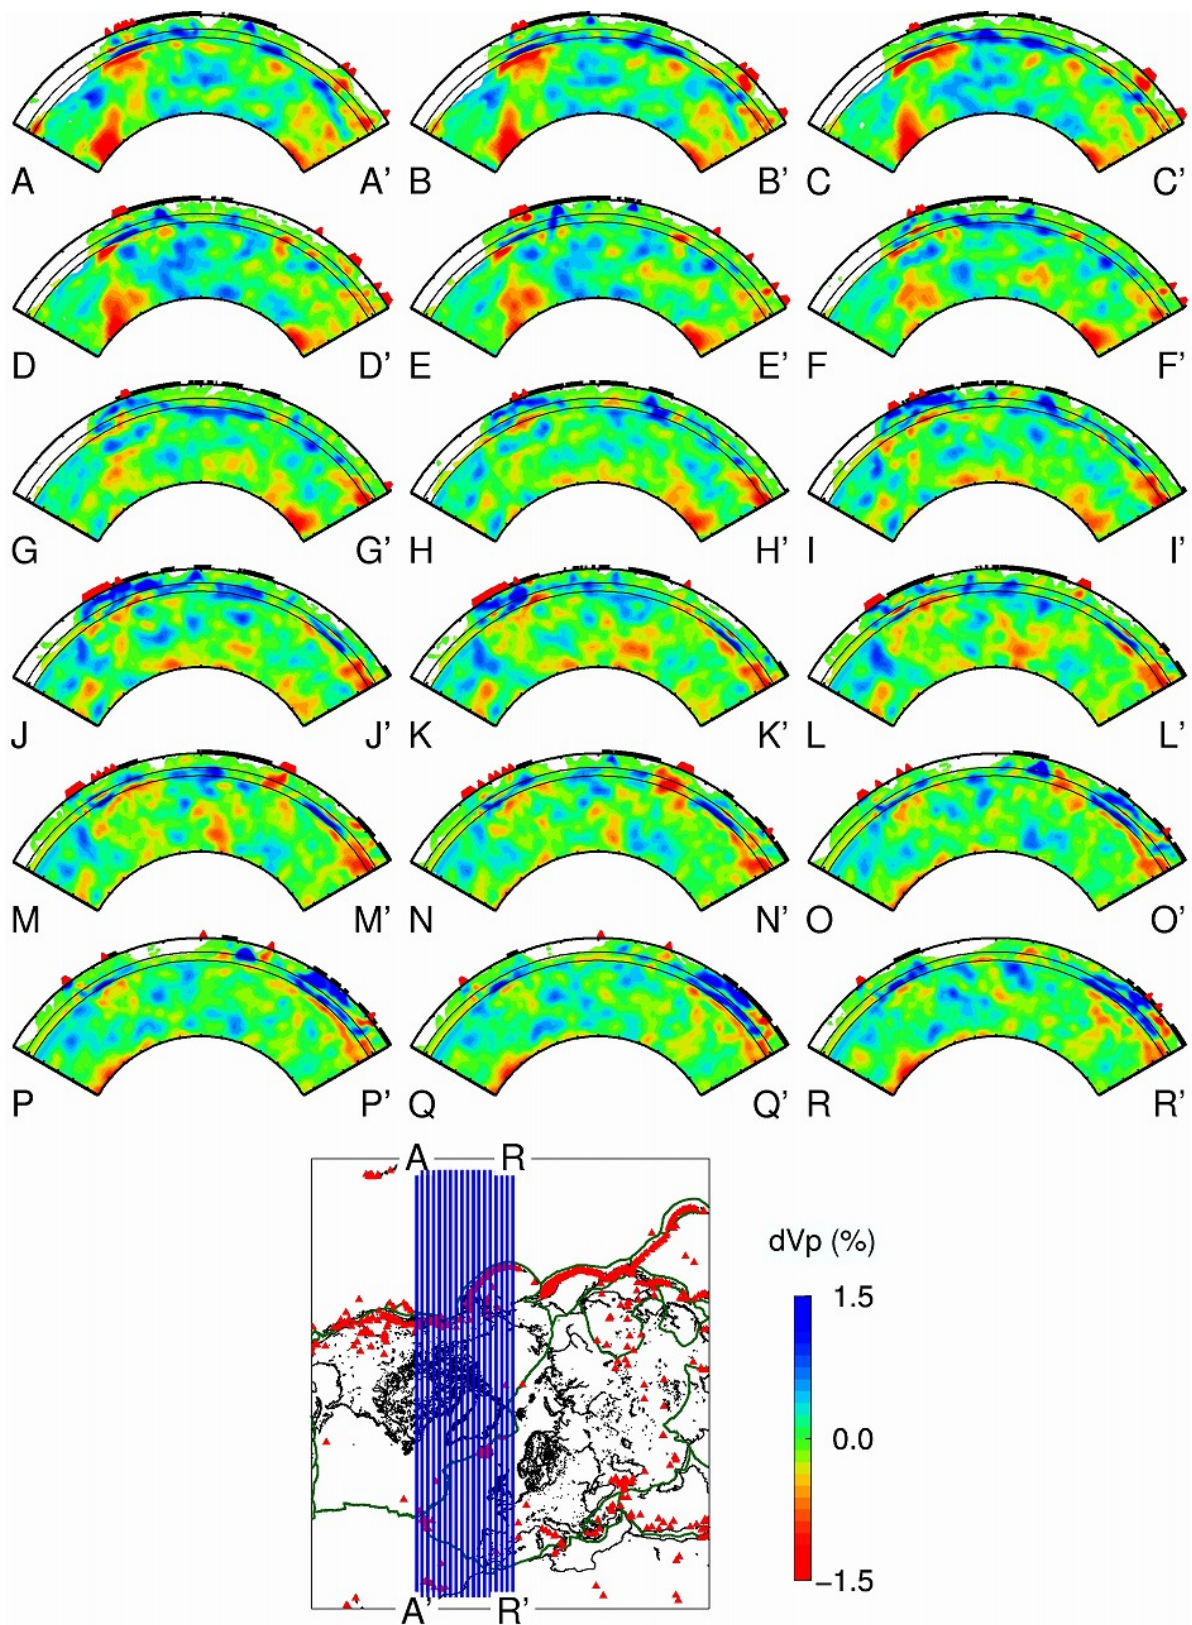 A A’ B B’ C C’
D D’ E E’ F F’
G G’ H H’ I I’
J J’ K K’ L L’
M M’ N N’ O O’
P P’ Q Q’ R R’
A R
dVp (%)
1.5
0.0
−1.5
A’ R’